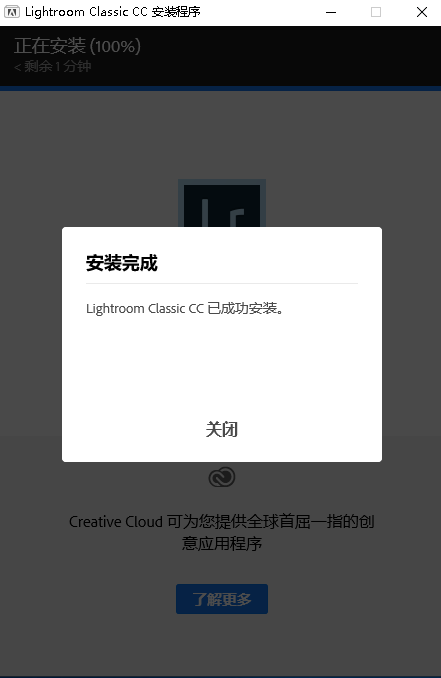 Lightroom Classic CC 安装程序
正在安装 (100%)
< 剩余 1 分钟
Lr
安装完成
Lightroom Classic CC 已成功安装。
关闭
Creative Cloud 可为您提供全球首屈一指的创
意应用程序
了解更多